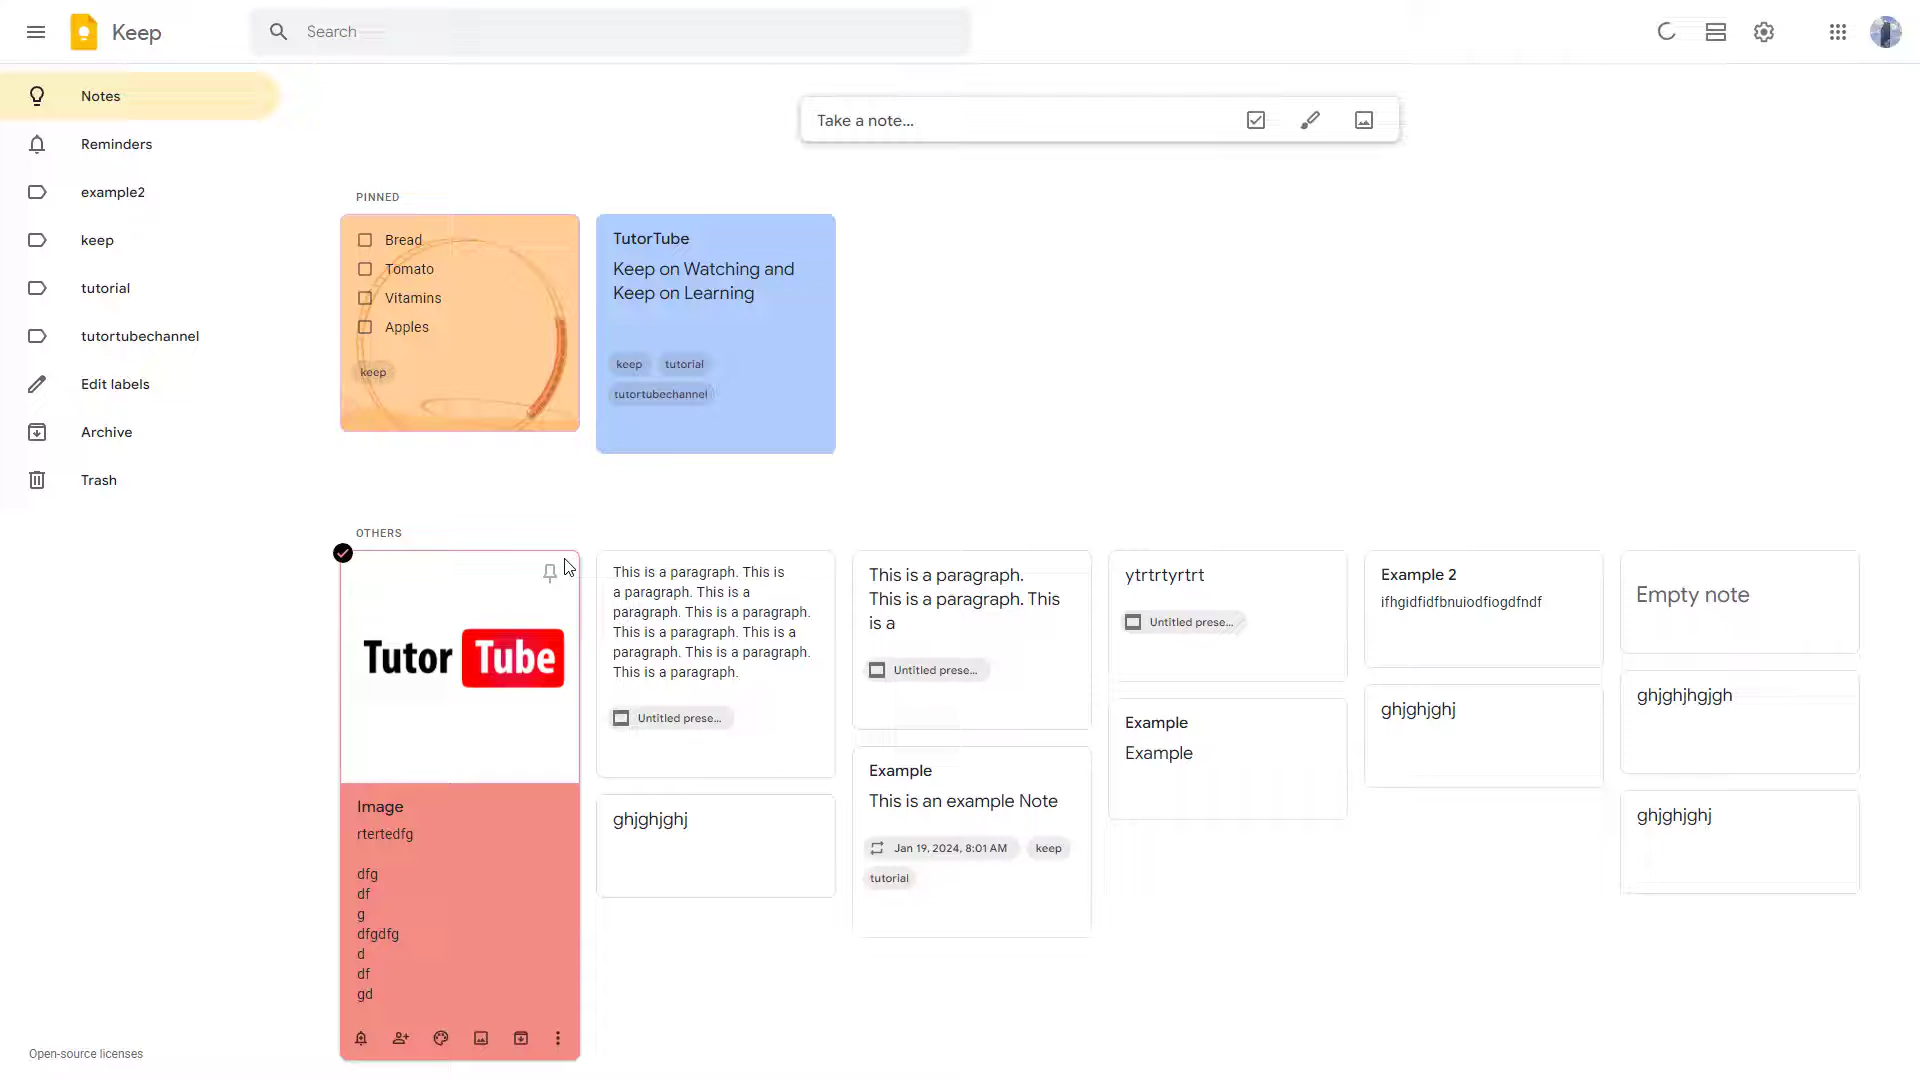 Keep
Search
Notes
Reminders
example2
keep
tutorial
tutortubechannel
Edit labels
Archive
Trash
Open-source licenses
Take a note...
PINNED
Bread
Tomato
Vitamins
Apples
keep
TutorTube
Keep on Watching and
Keep on Learning
keep tutorial
tutortubechannel
OTHERS
Tutor Tube
Image
rtertedfg
dfg
df
g
dfgdfg
d
df
gd
This is a paragraph. This is
a paragraph. This is a
paragraph. This is a paragraph.
This is a paragraph. This is a
paragraph. This is a paragraph.
This is a paragraph.
Untitled prese...
ghjghjghj
This is a paragraph.
This is a paragraph. This
is a
Untitled prese...
Example
This is an example Note
Jan 19, 2024, 8:01 AM keep
tutorial
ytrtrtyrtrt
Untitled prese...
Example
Example
Example 2
ifhgidfidfbnuiodfiogdfndf
ghjghjghj
Empty note
ghjghjhgjgh
ghjghjghj